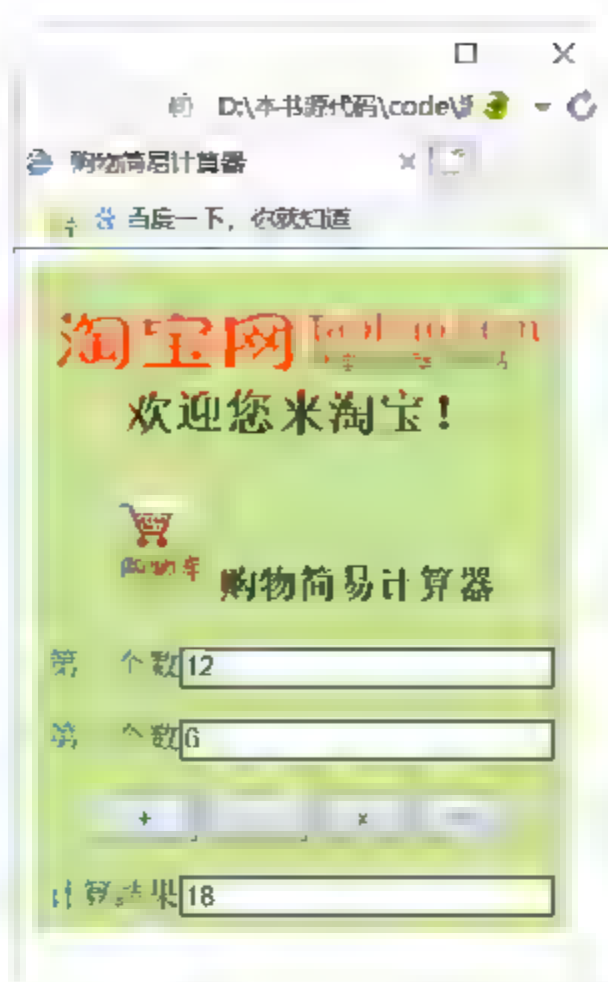 D:\本书源代码\code\
购物简易计算器
百度一下，你就知道
淘宝网
欢迎您来淘宝！
购物车
购物简易计算器
第 个数 12
第 个数 6
+ ×
计算结果 18